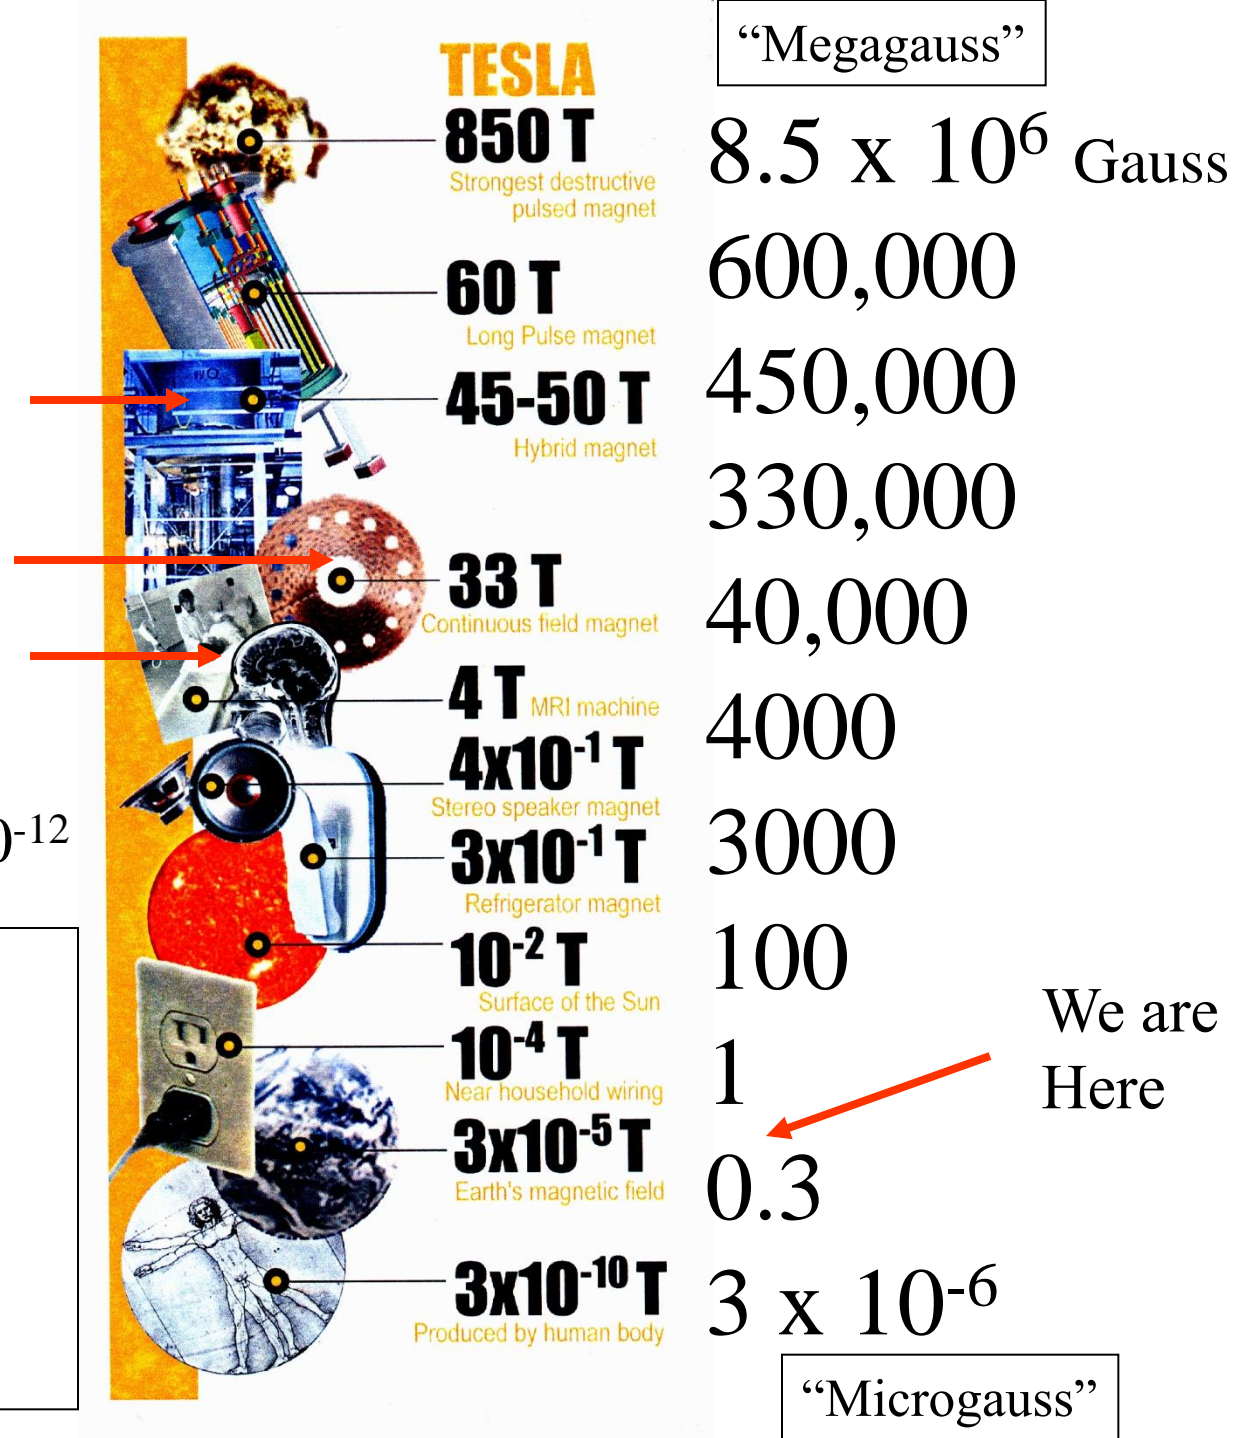 “Megagauss”
TESLA
850 T
Strongest destructive
pulsed magnet
8.5 x 10⁶ Gauss
60 T
Long Pulse magnet
600,000
45-50 T
Hybrid magnet
450,000
330,000
33 T
Continuous field magnet
40,000
4 T MRI machine
4000
4x10⁻¹ T
Stereo speaker magnet
3000
)⁻¹²
3x10⁻¹ T
Refrigerator magnet
10⁻² T
Surface of the Sun
100
We are
Here
10⁻⁴ T
Near household wiring
1
3x10⁻⁵ T
Earth's magnetic field
0.3
3x10⁻¹⁰ T
Produced by human body
3 x 10⁻⁶
“Microgauss”